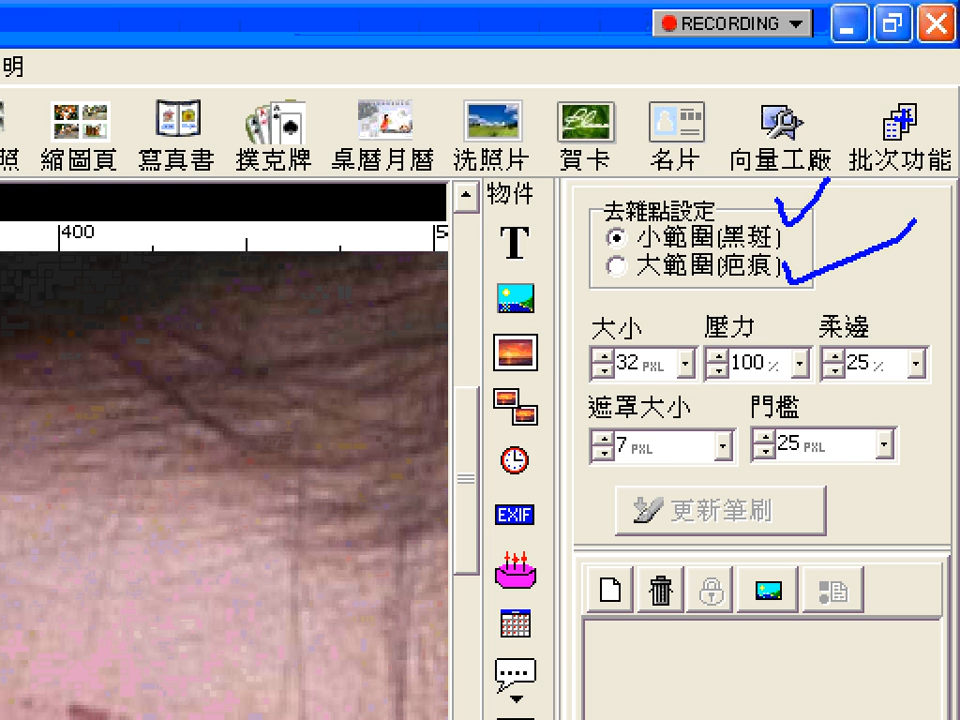 RECORDING
明
照 縮圖頁 寫真書 撲克牌 桌曆月曆 洗照片 賀卡 名片 向量工廠 批次功能
物件
400
5
T
EXIF
去雜點設定
小範圍(黑斑)
大範圍(疤痕)
大小 壓力 柔邊
32 PXL 100 % 25 %
遮罩大小 門檻
7 PXL 25 PXL
更新筆刷